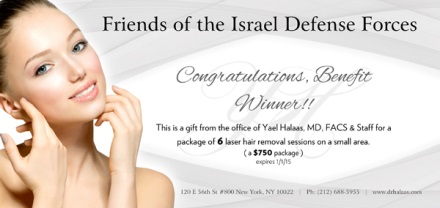 Friends of the Israel Defense Forces
Congratulations, Benefit
Winner!!
This is a gift from the office of Yael Halaas, MD, FACS & Staff for a
package of 6 laser hair removal sessions on a small area.
( a $750 package )
expires 1/1/15
120 E 56th St #800 New York, NY 10022 | Ph: (212) 688-5955 | www.drhalaas.com